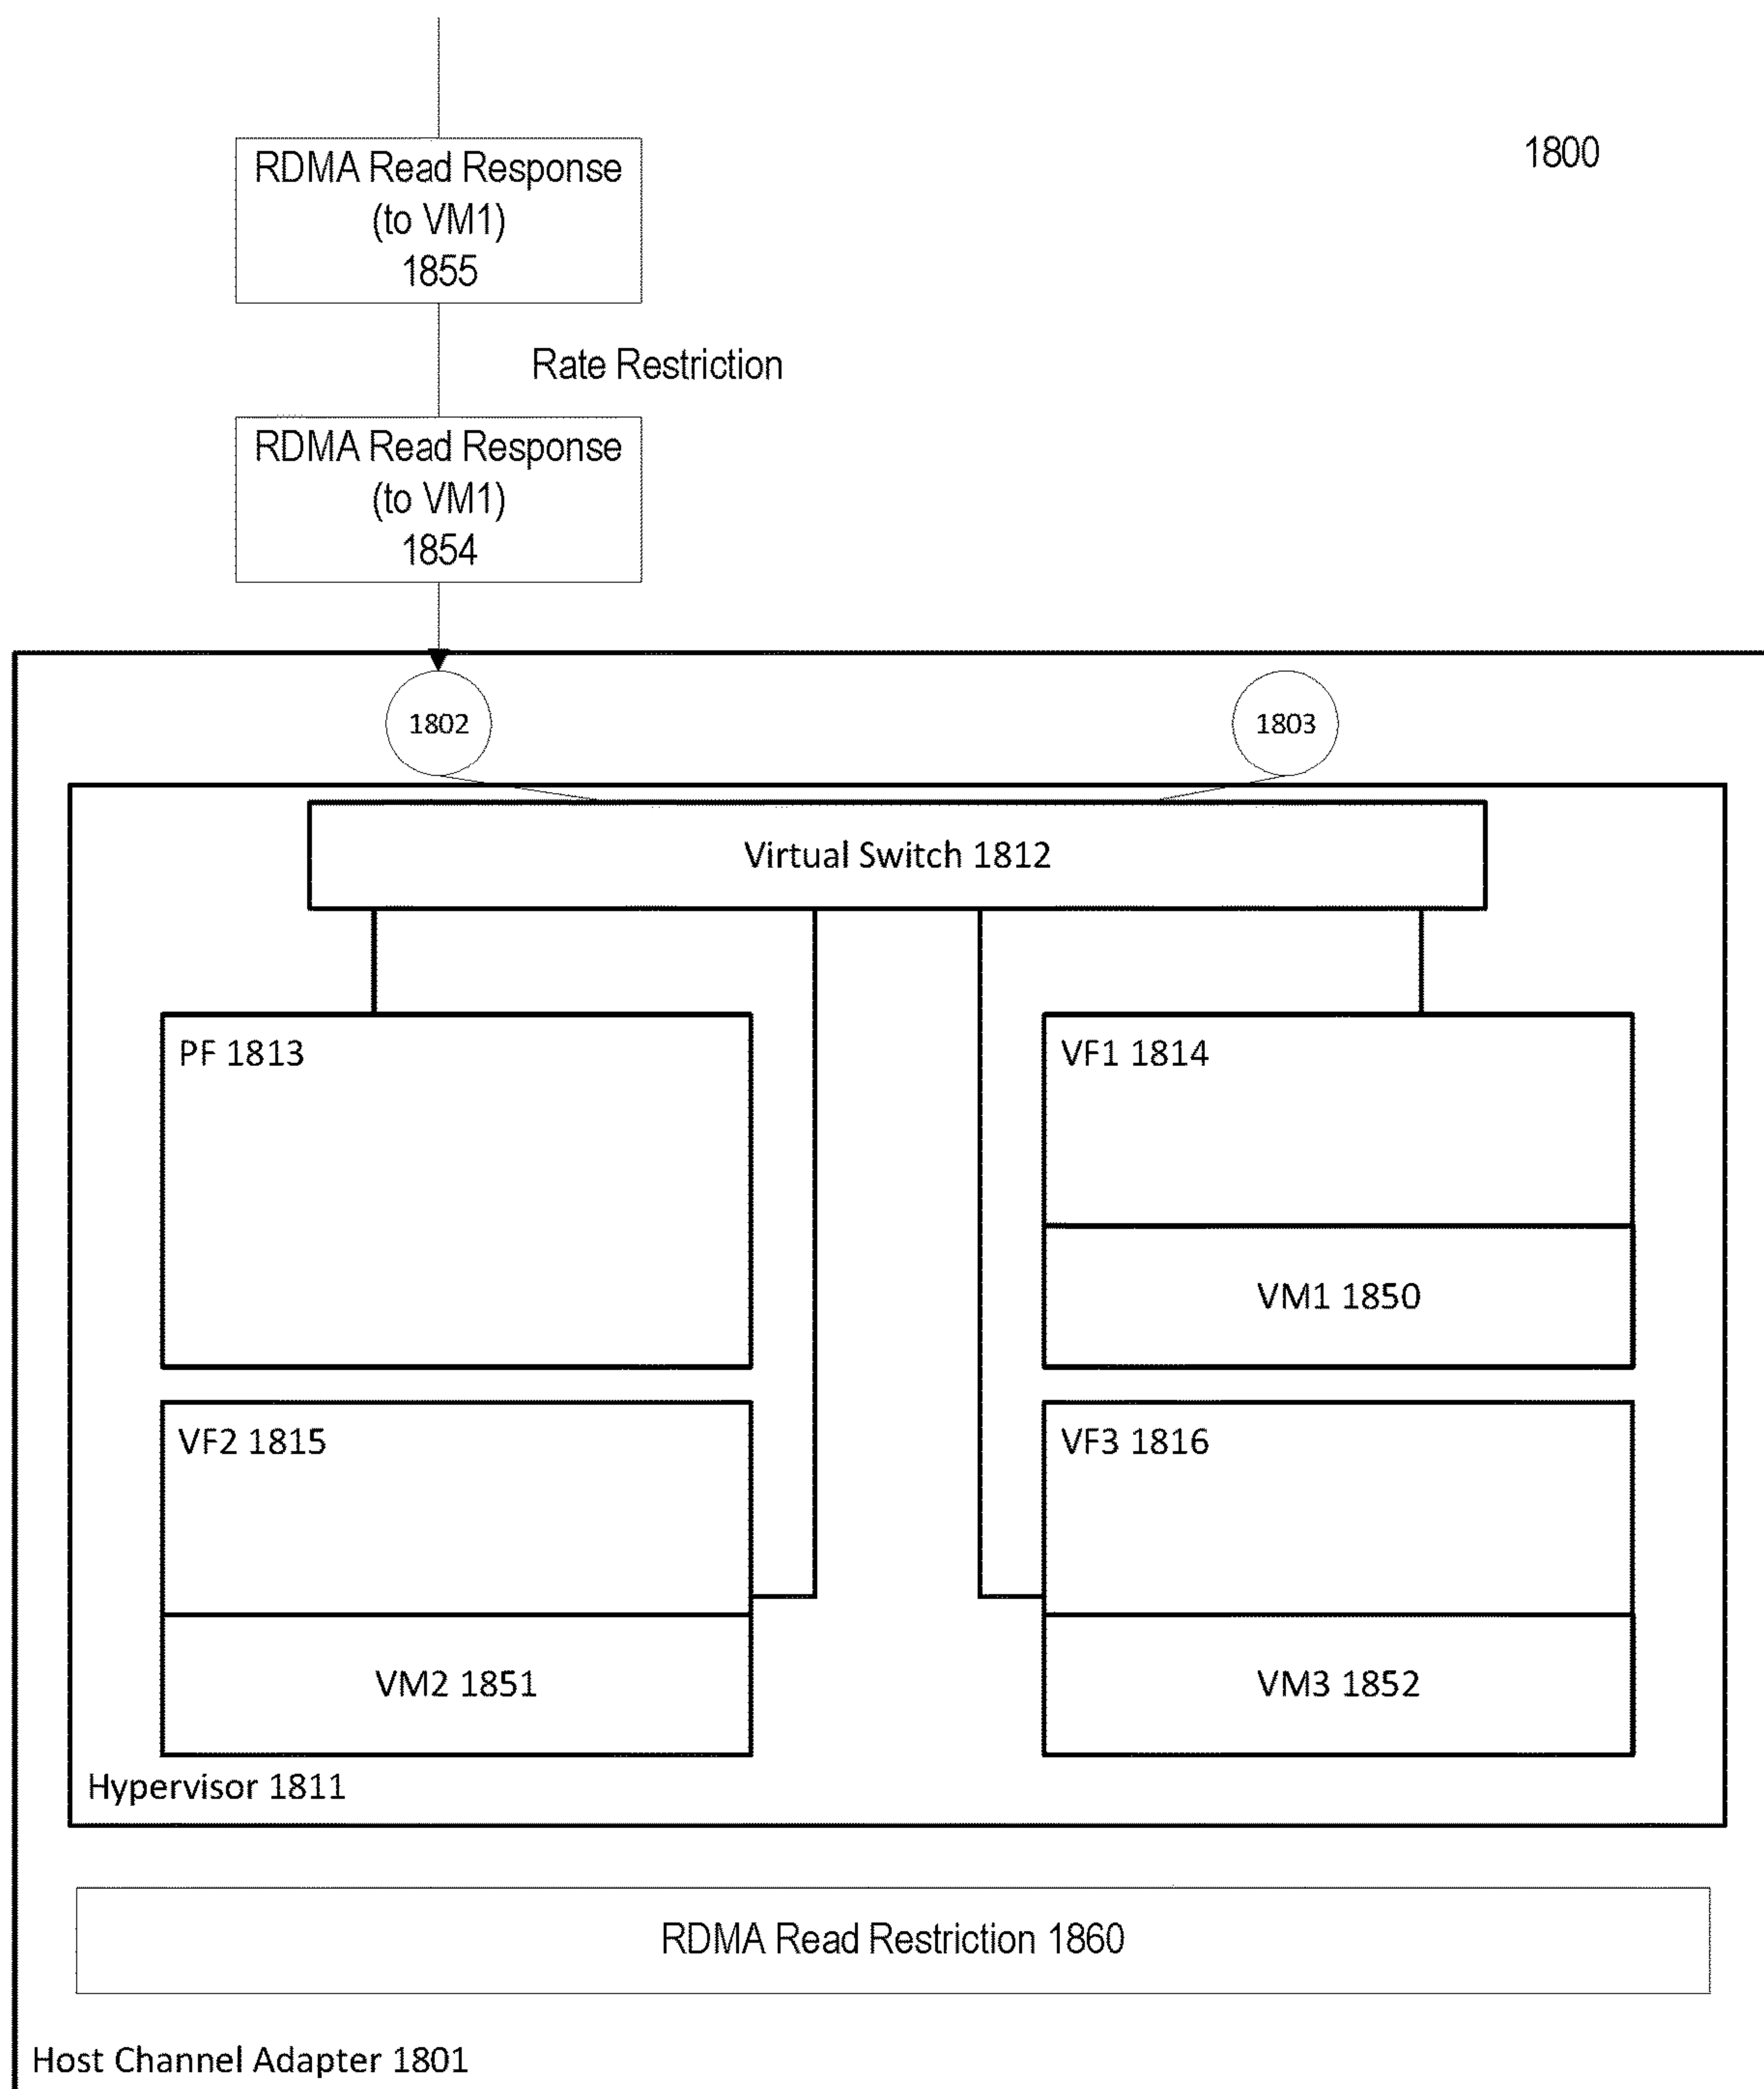 1800
RDMA Read Response
(to VM1)
1855
Rate Restriction
RDMA Read Response
(to VM1)
1854
1802
1803
Virtual Switch 1812
PF 1813
VF1 1814
VM1 1850
VF2 1815
VF3 1816
VM2 1851
VM3 1852
Hypervisor 1811
RDMA Read Restriction 1860
Host Channel Adapter 1801